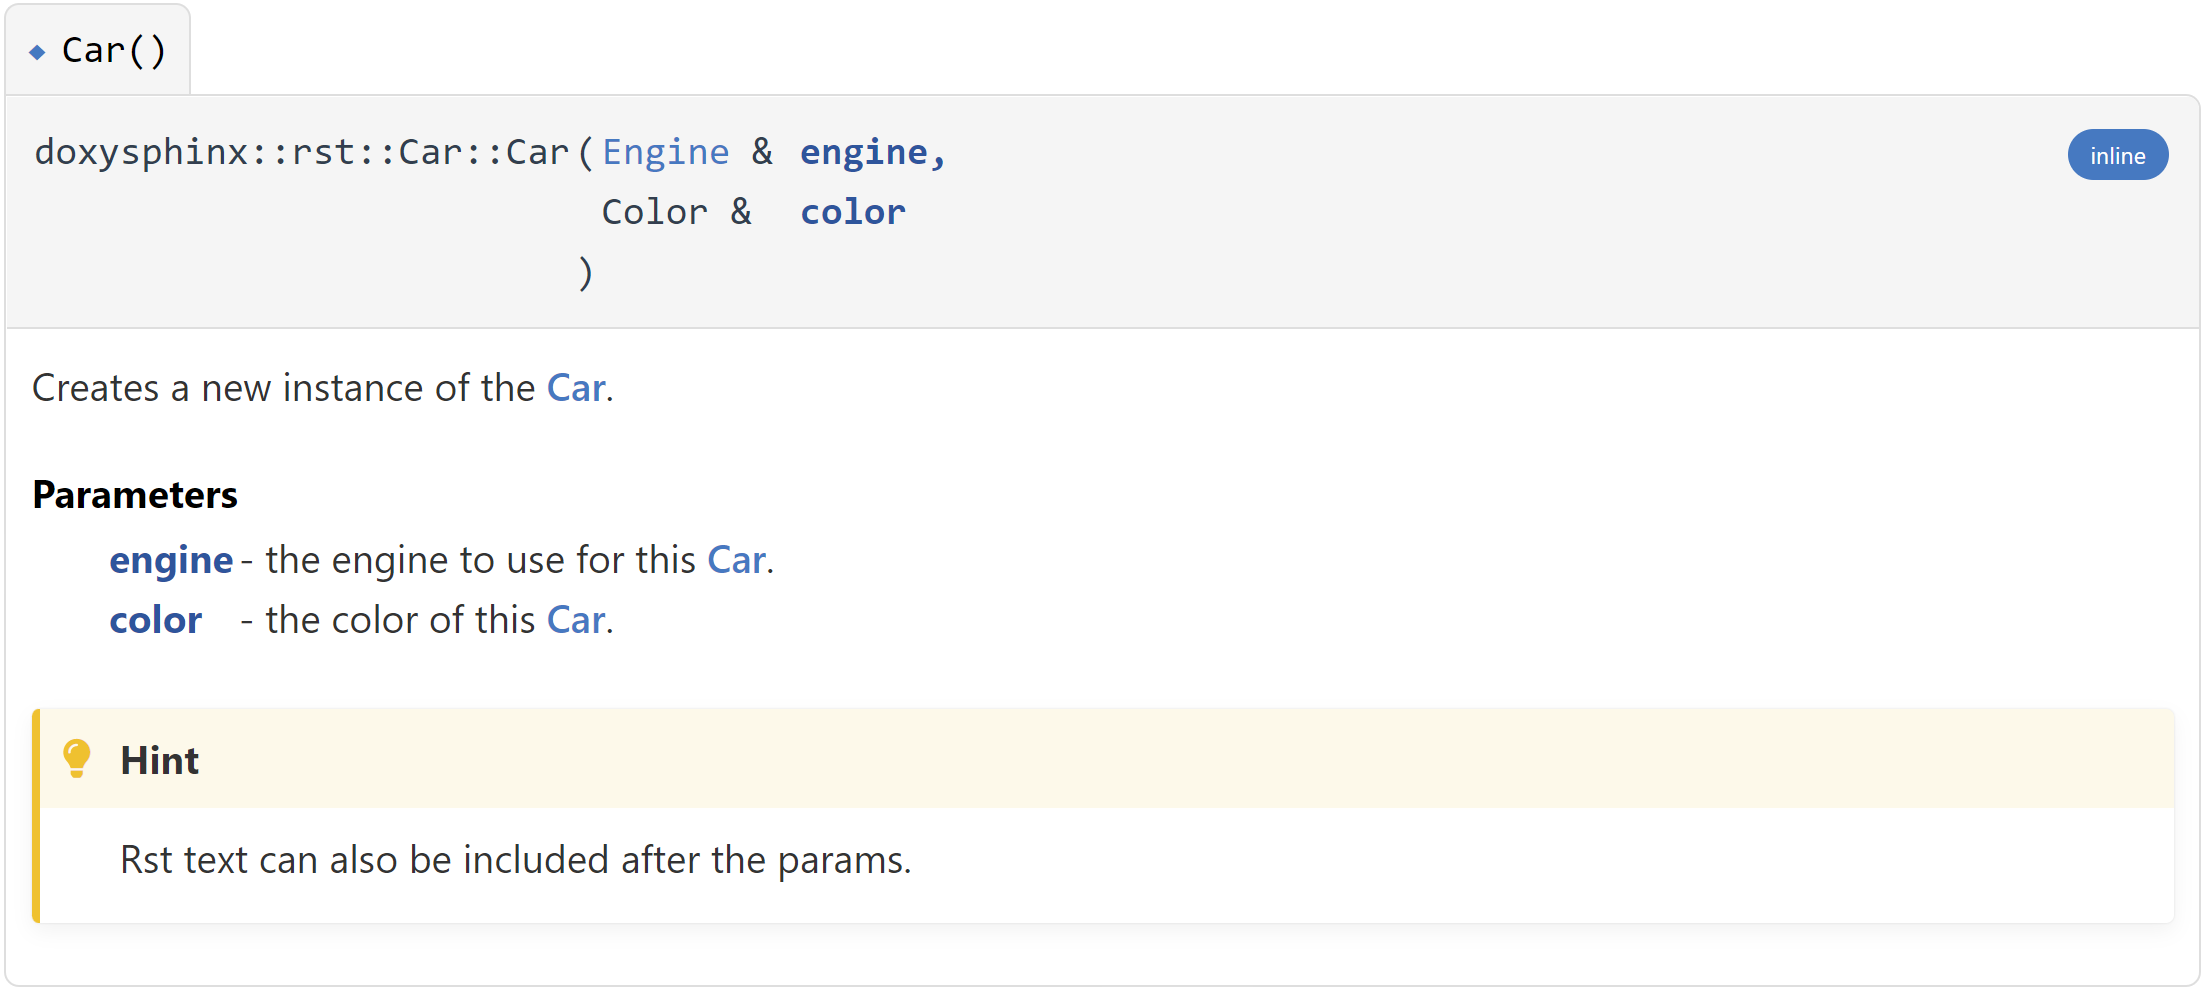 Car()
doxysphinx::rst::Car::Car ( Engine & engine,
inline
Color & color
)
Creates a new instance of the Car.
Parameters
engine - the engine to use for this Car.
color - the color of this Car.
Hint
Rst text can also be included after the params.